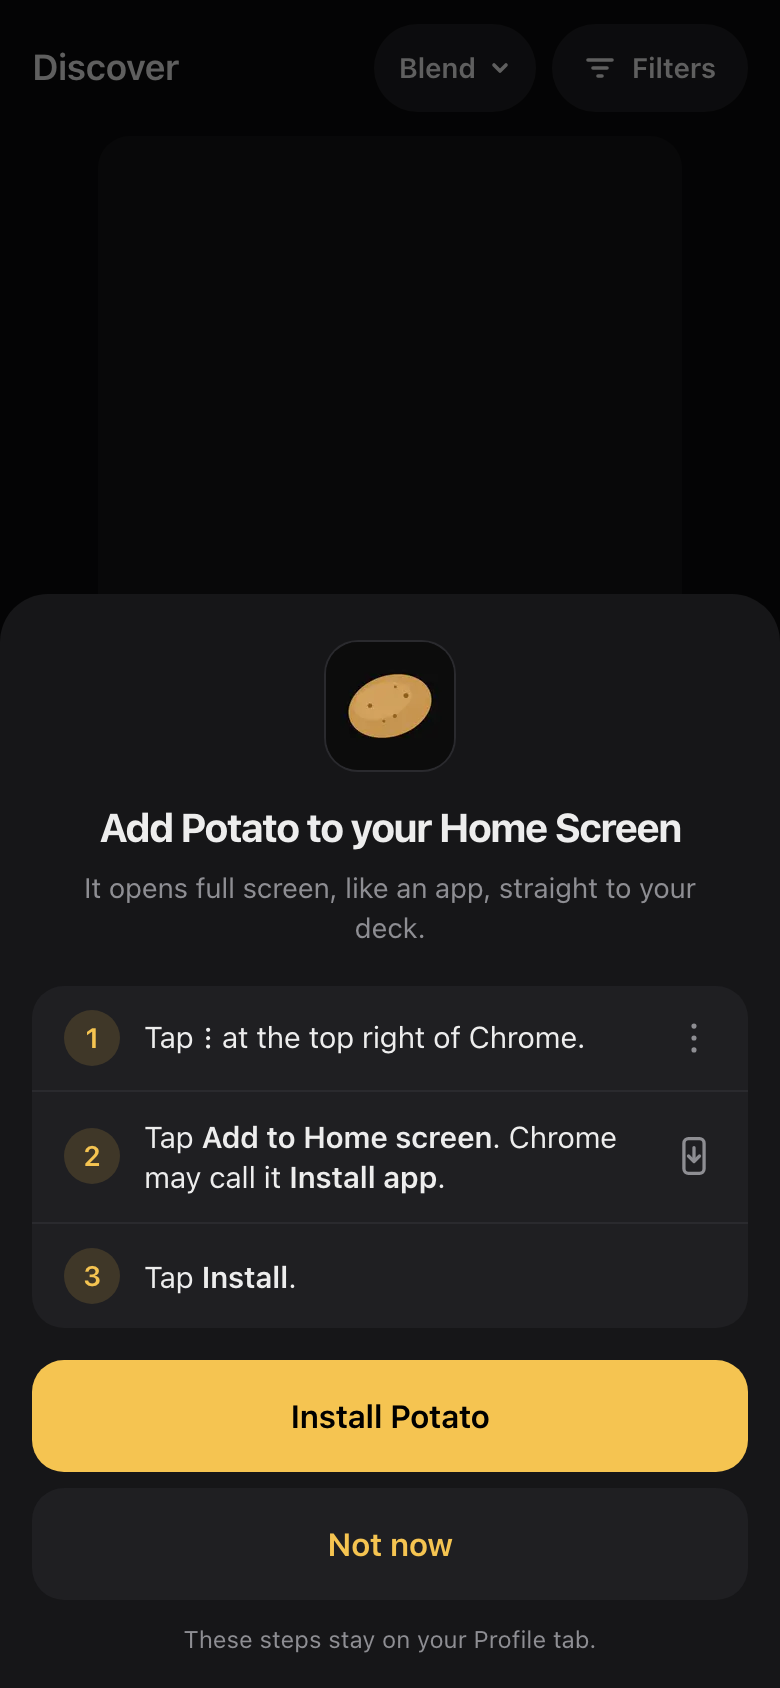 Discover
Blend
Filters
Add Potato to your Home Screen
It opens full screen, like an app, straight to your
deck.
1
Tap ⋮ at the top right of Chrome.
2
Tap Add to Home screen. Chrome
may call it Install app.
3
Tap Install.
Install Potato
Not now
These steps stay on your Profile tab.